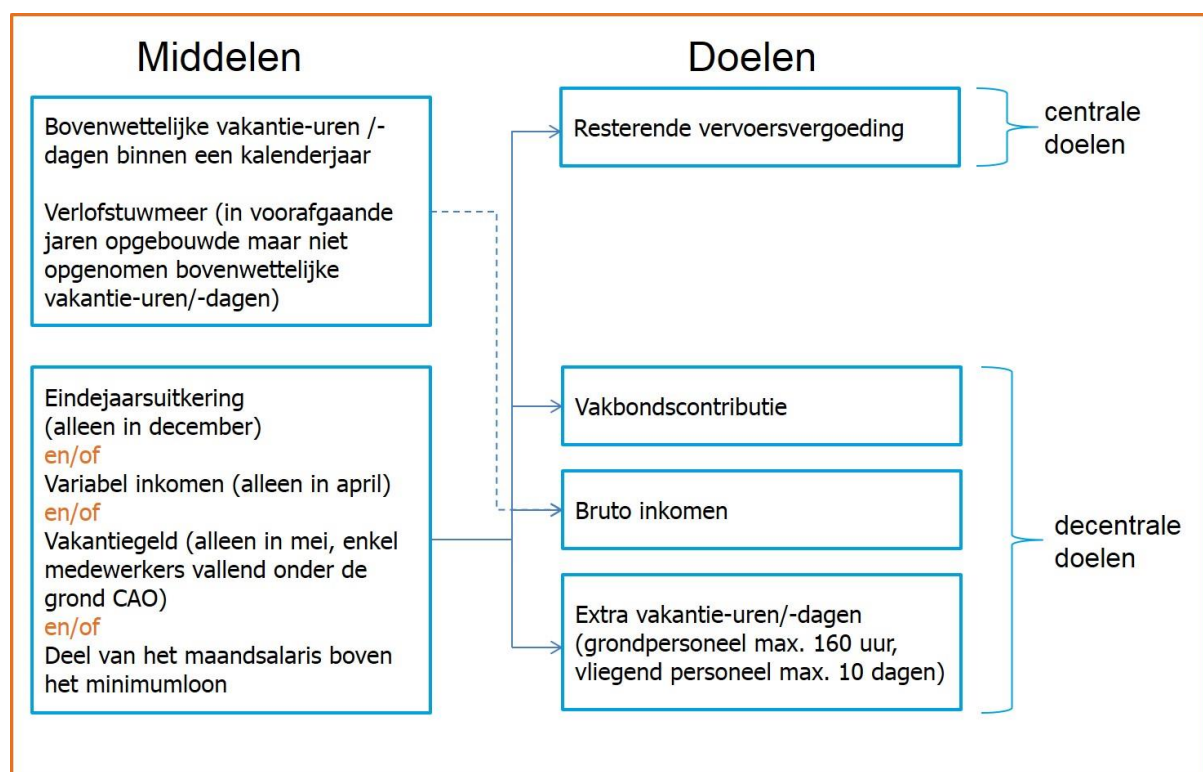 Middelen
Bovenwettelijke vakantie-uren /-
dagen binnen een kalenderjaar
Verlofstuwmeer (in voorafgaande
jaren opgebouwde maar niet
opgenomen bovenwettelijke
vakantie-uren/-dagen)
Eindejaarsuitkering
(alleen in december)
en/of
Variabel inkomen (alleen in april)
en/of
Vakantiegeld (alleen in mei, enkel
medewerkers vallend onder de
grond CAO)
en/of
Deel van het maandsalaris boven
het minimumloon
Doelen
Resterende vervoersvergoeding
Vakbondscontributie
Bruto inkomen
Extra vakantie-uren/-dagen
(grondpersoneel max. 160 uur,
vliegend personeel max. 10 dagen)
centrale
doelen
decentrale
doelen